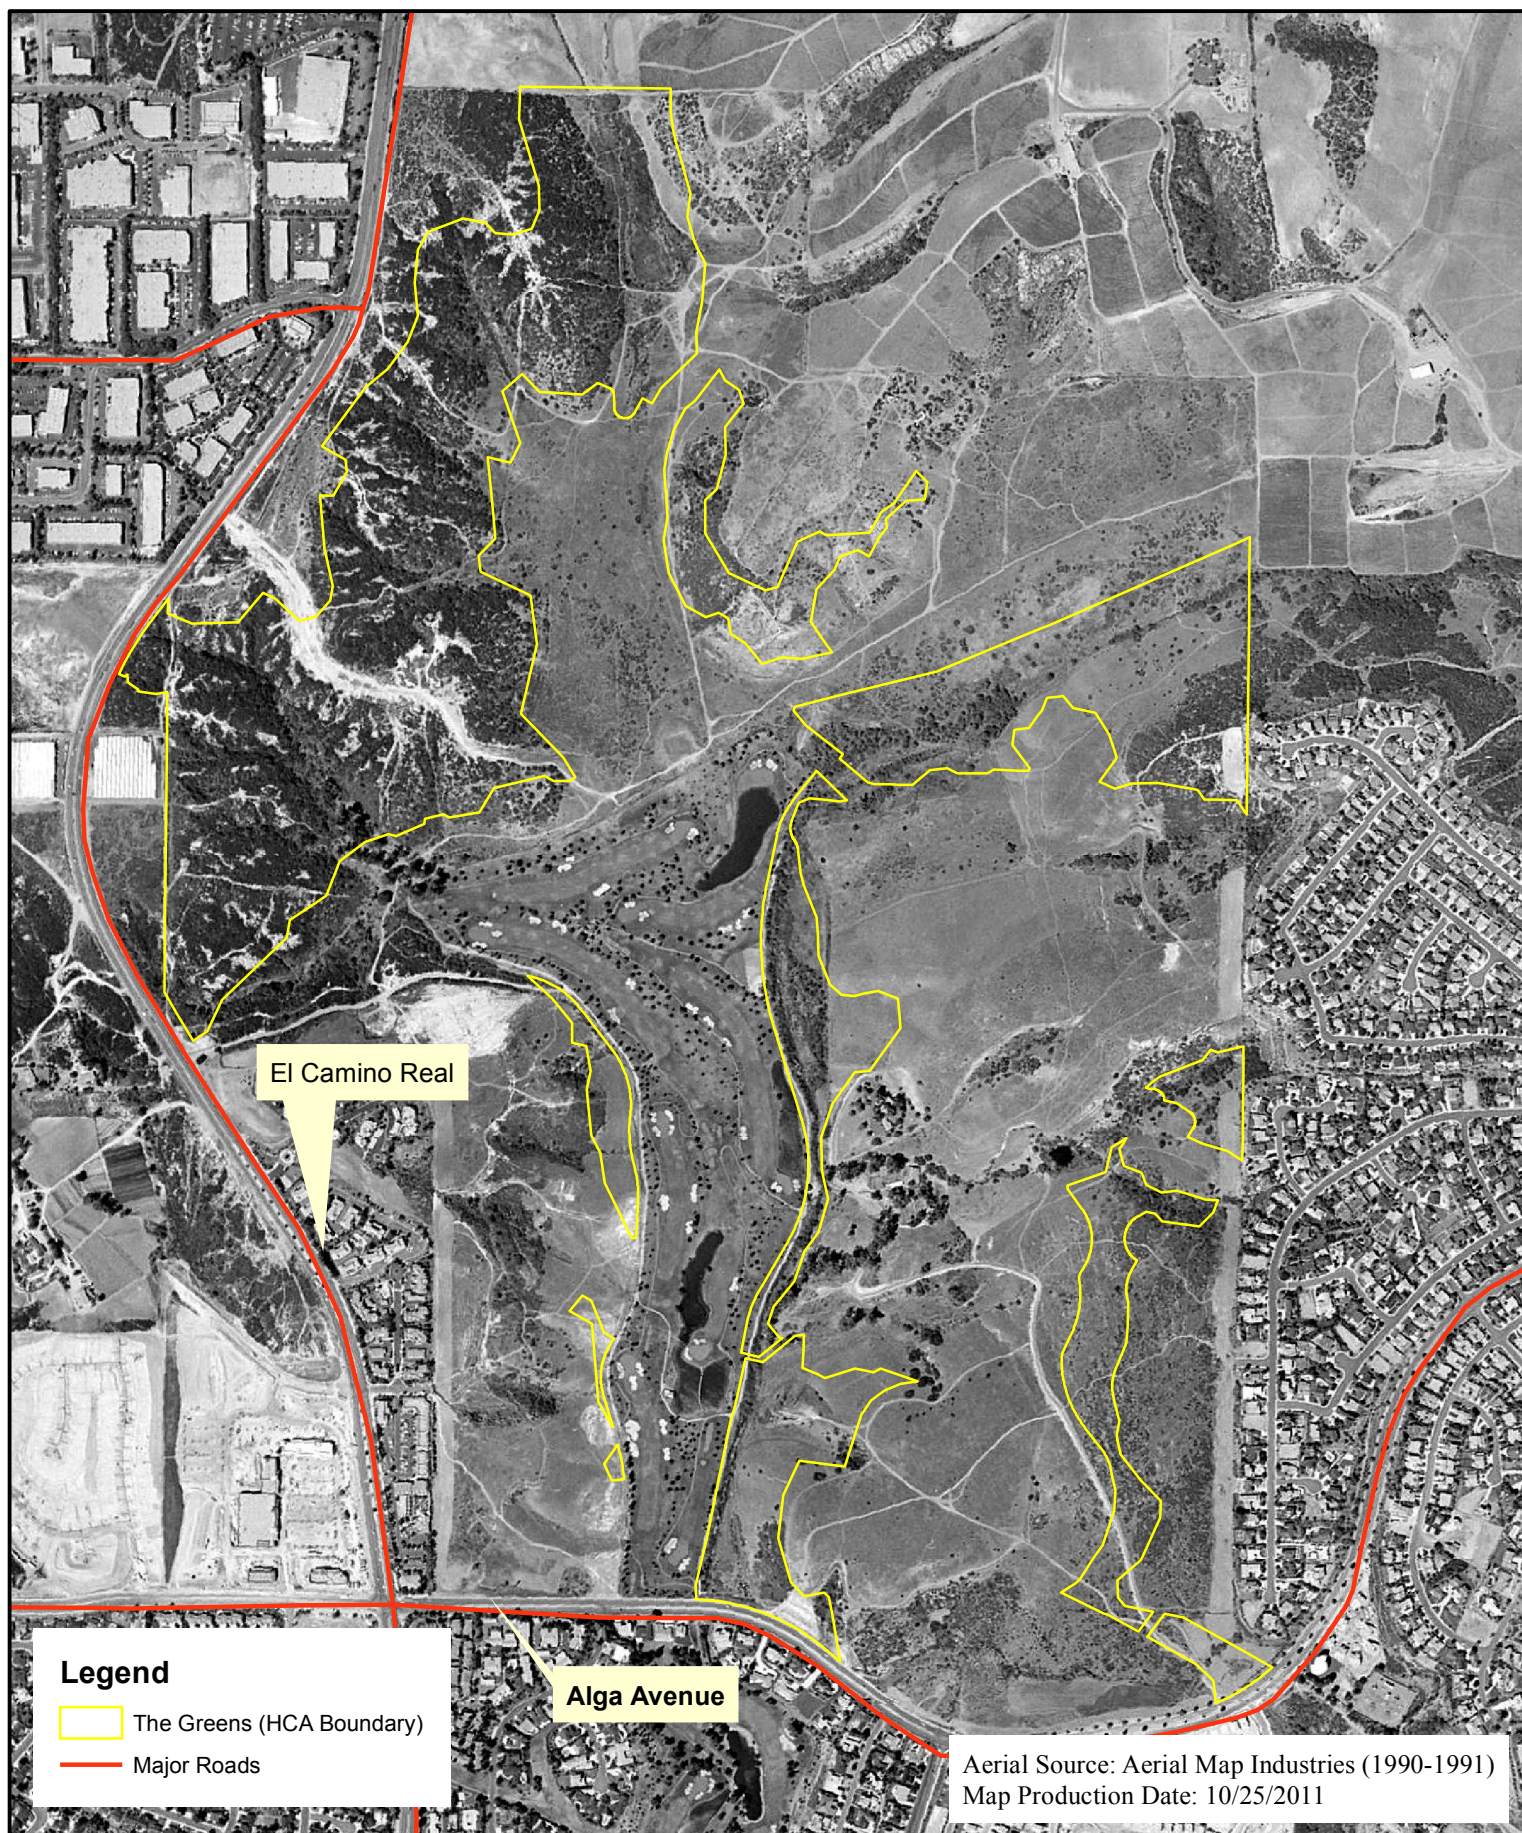 El Camino Real
Alga Avenue
Legend
The Greens (HCA Boundary)
Major Roads
Aerial Source: Aerial Map Industries (1990-1991)
Map Production Date: 10/25/2011